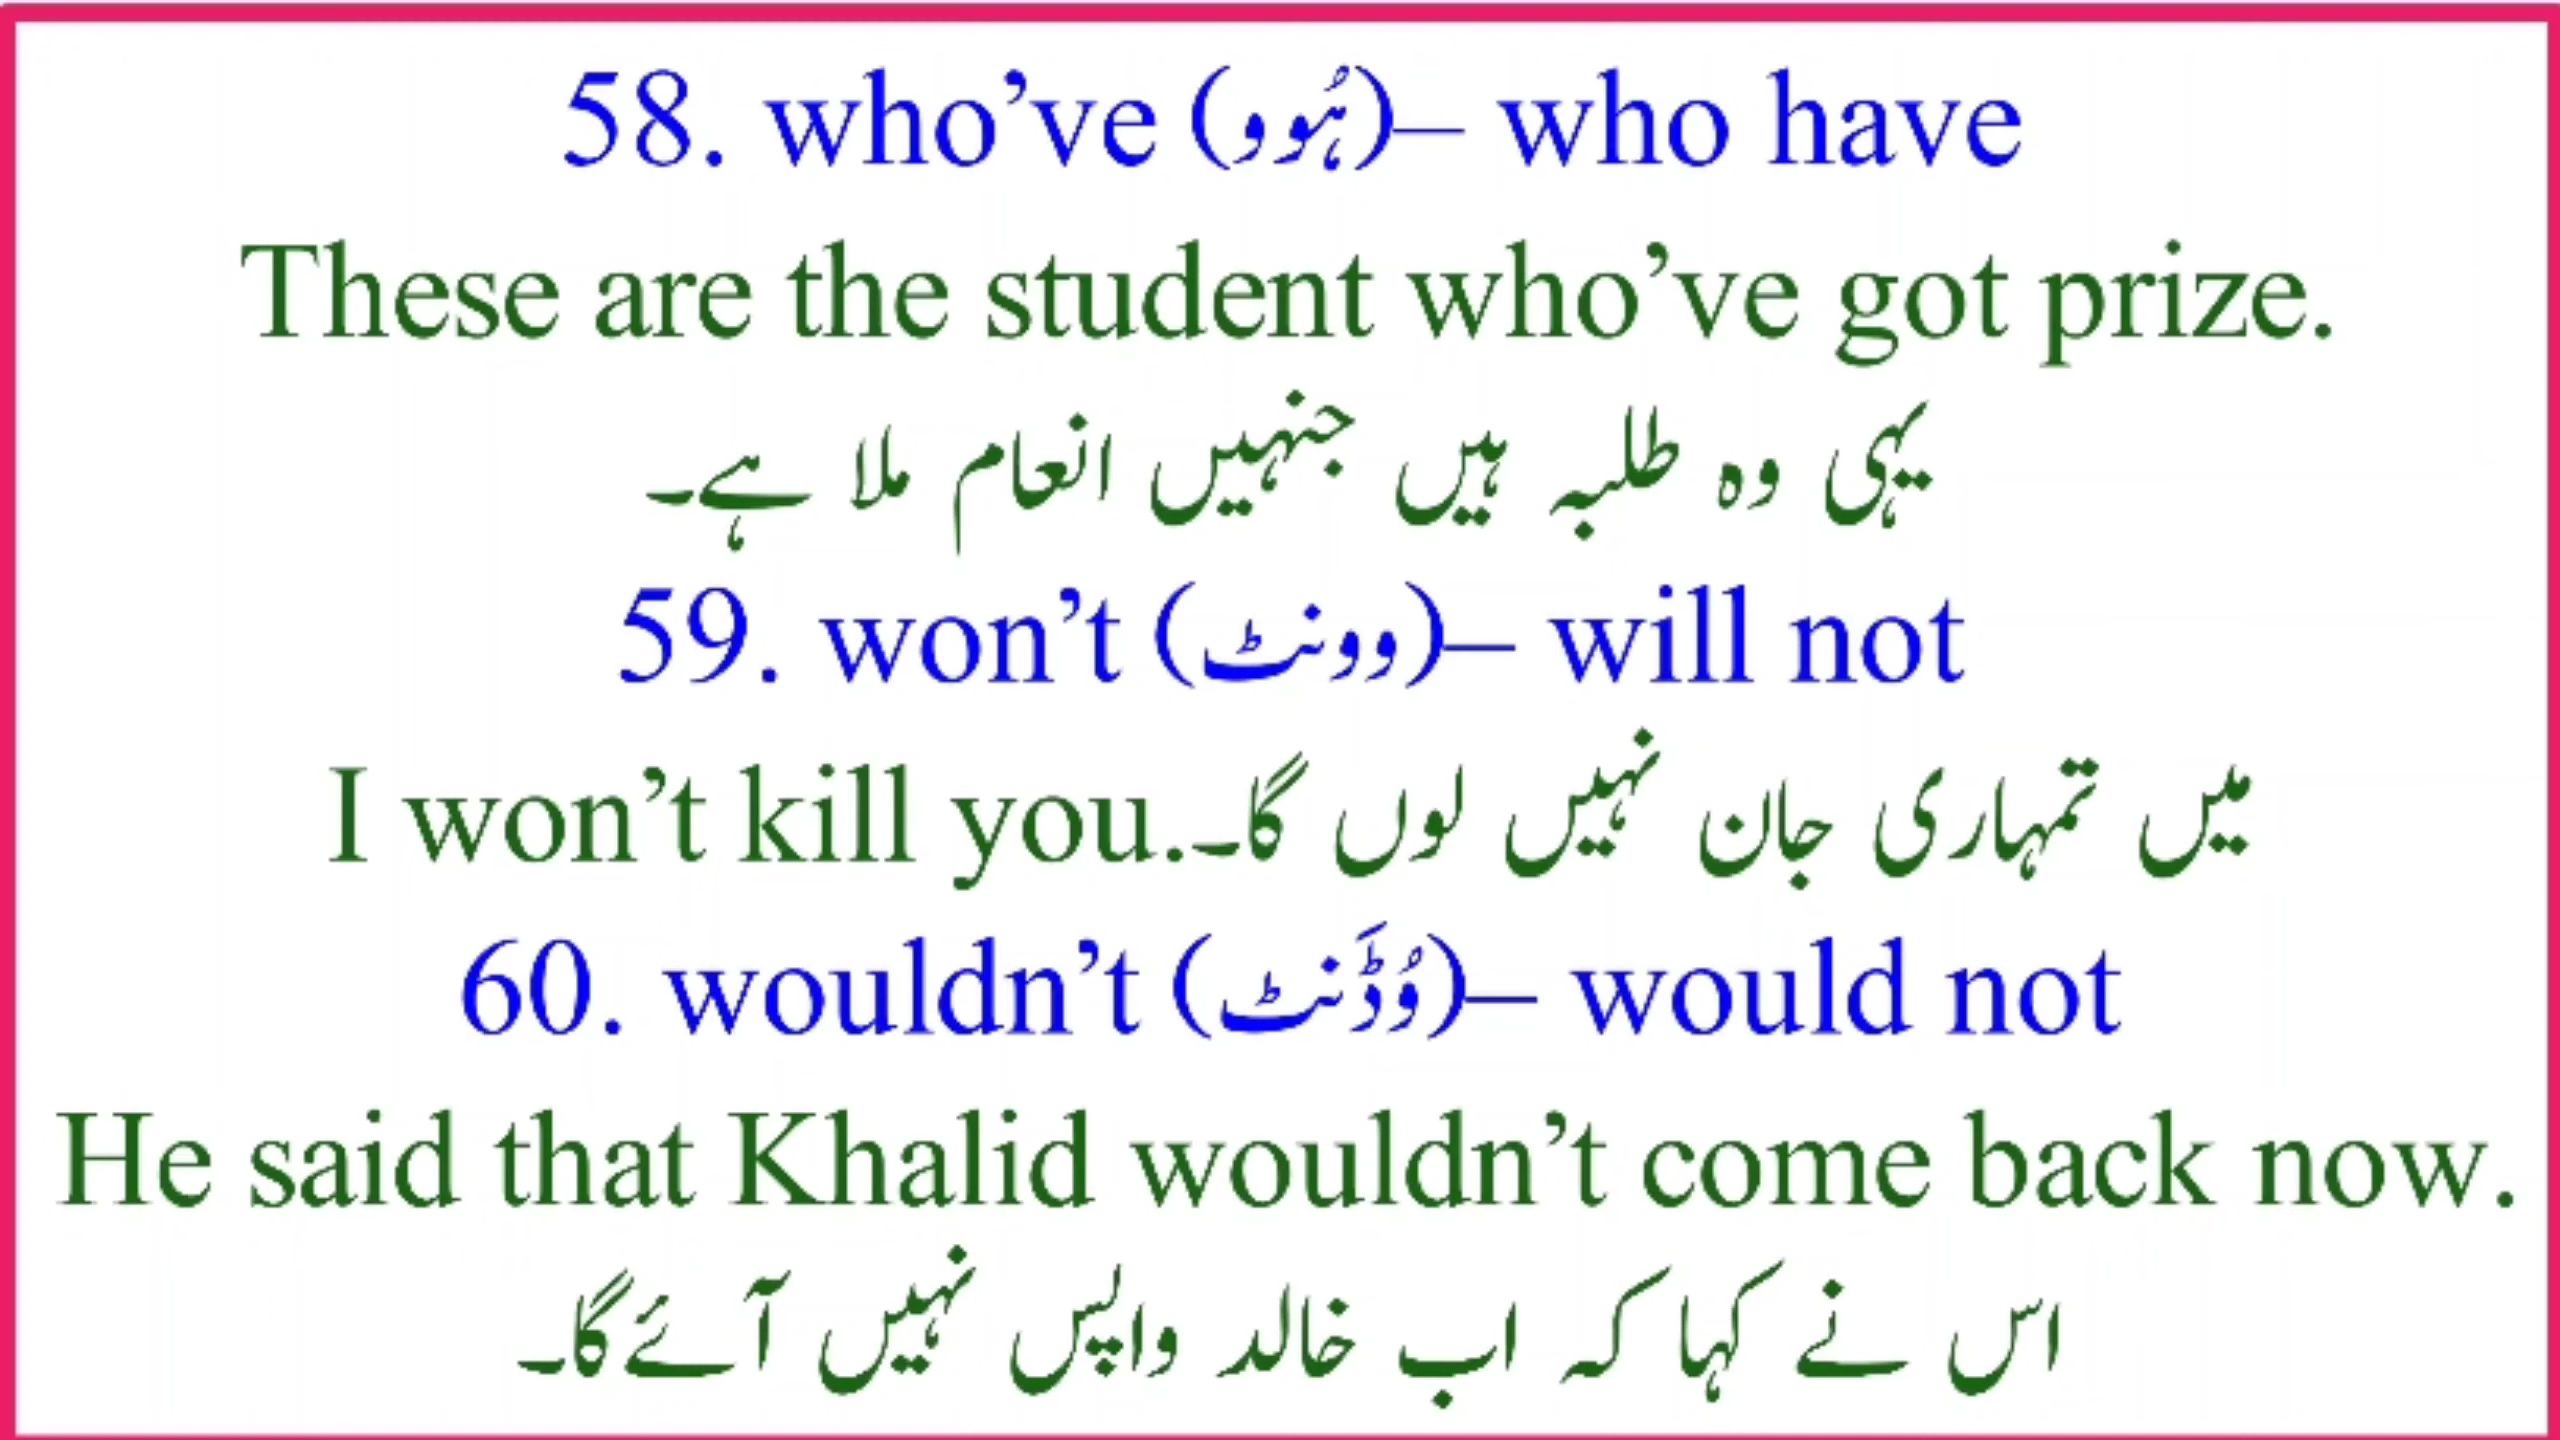 58. who’ve (ہُوو)– who have
These are the student who’ve got prize.
یہی وہ طلبہ ہیں جنہیں انعام ملا ہے۔
59. won’t (وونٹ)– will not
I won’t kill you. میں تمہاری جان نہیں لوں گا۔
60. wouldn’t (وُڈَنٹ)– would not
He said that Khalid wouldn’t come back now.
اس نے کہا کہ اب خالد واپس نہیں آئے گا۔